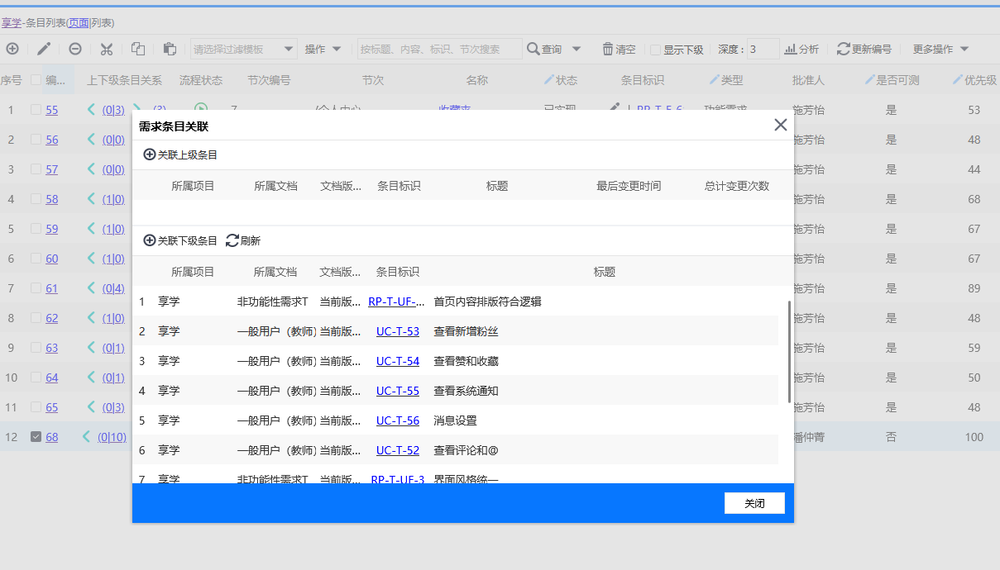 享学-条目列表(页面|列表)
请选择过滤模板 操作 按标题、内容、标识、节次搜索 查询 清空 显示下级 深度： 3 分析 更新编号 更多操作
序号 编... 上下级条目关系 流程状态 节次编号 节次 名称 状态 条目标识 类型 批准人 是否可测 优先级
1 55 (0|3) (3) 7 /个人中心 收藏夹 已实现 RP-T-F-6 功能需求 施芳怡 是 53
需求条目关联
2 56 (0|0) 施芳怡 是 48
关联上级条目
3 57 (0|0) 施芳怡 是 44
所属项目 所属文档 文档版... 条目标识 标题 最后变更时间 总计变更次数
4 58 (1|0) 施芳怡 是 68
5 59 (1|0) 施芳怡 是 67
关联下级条目 刷新
6 60 (1|0) 施芳怡 是 67
所属项目 所属文档 文档版... 条目标识 标题
7 61 (0|4) 施芳怡 是 89
1 享学 非功能性需求T 当前版... RP-T-UF-... 首页内容排版符合逻辑
8 62 (1|0) 施芳怡 是 48
2 享学 一般用户（教师) 当前版... UC-T-53 查看新增粉丝
9 63 (0|1) 施芳怡 是 59
3 享学 一般用户（教师) 当前版... UC-T-54 查看赞和收藏
10 64 (0|1) 施芳怡 是 50
4 享学 一般用户（教师) 当前版... UC-T-55 查看系统通知
11 65 (0|3) 施芳怡 是 48
5 享学 一般用户（教师) 当前版... UC-T-56 消息设置
12 68 (0|10) 潘仲菁 否 100
6 享学 一般用户（教师) 当前版... UC-T-52 查看评论和@
7 享学 非功能性需求T 当前版... RP-T-UF-3 界面风格统一
关闭